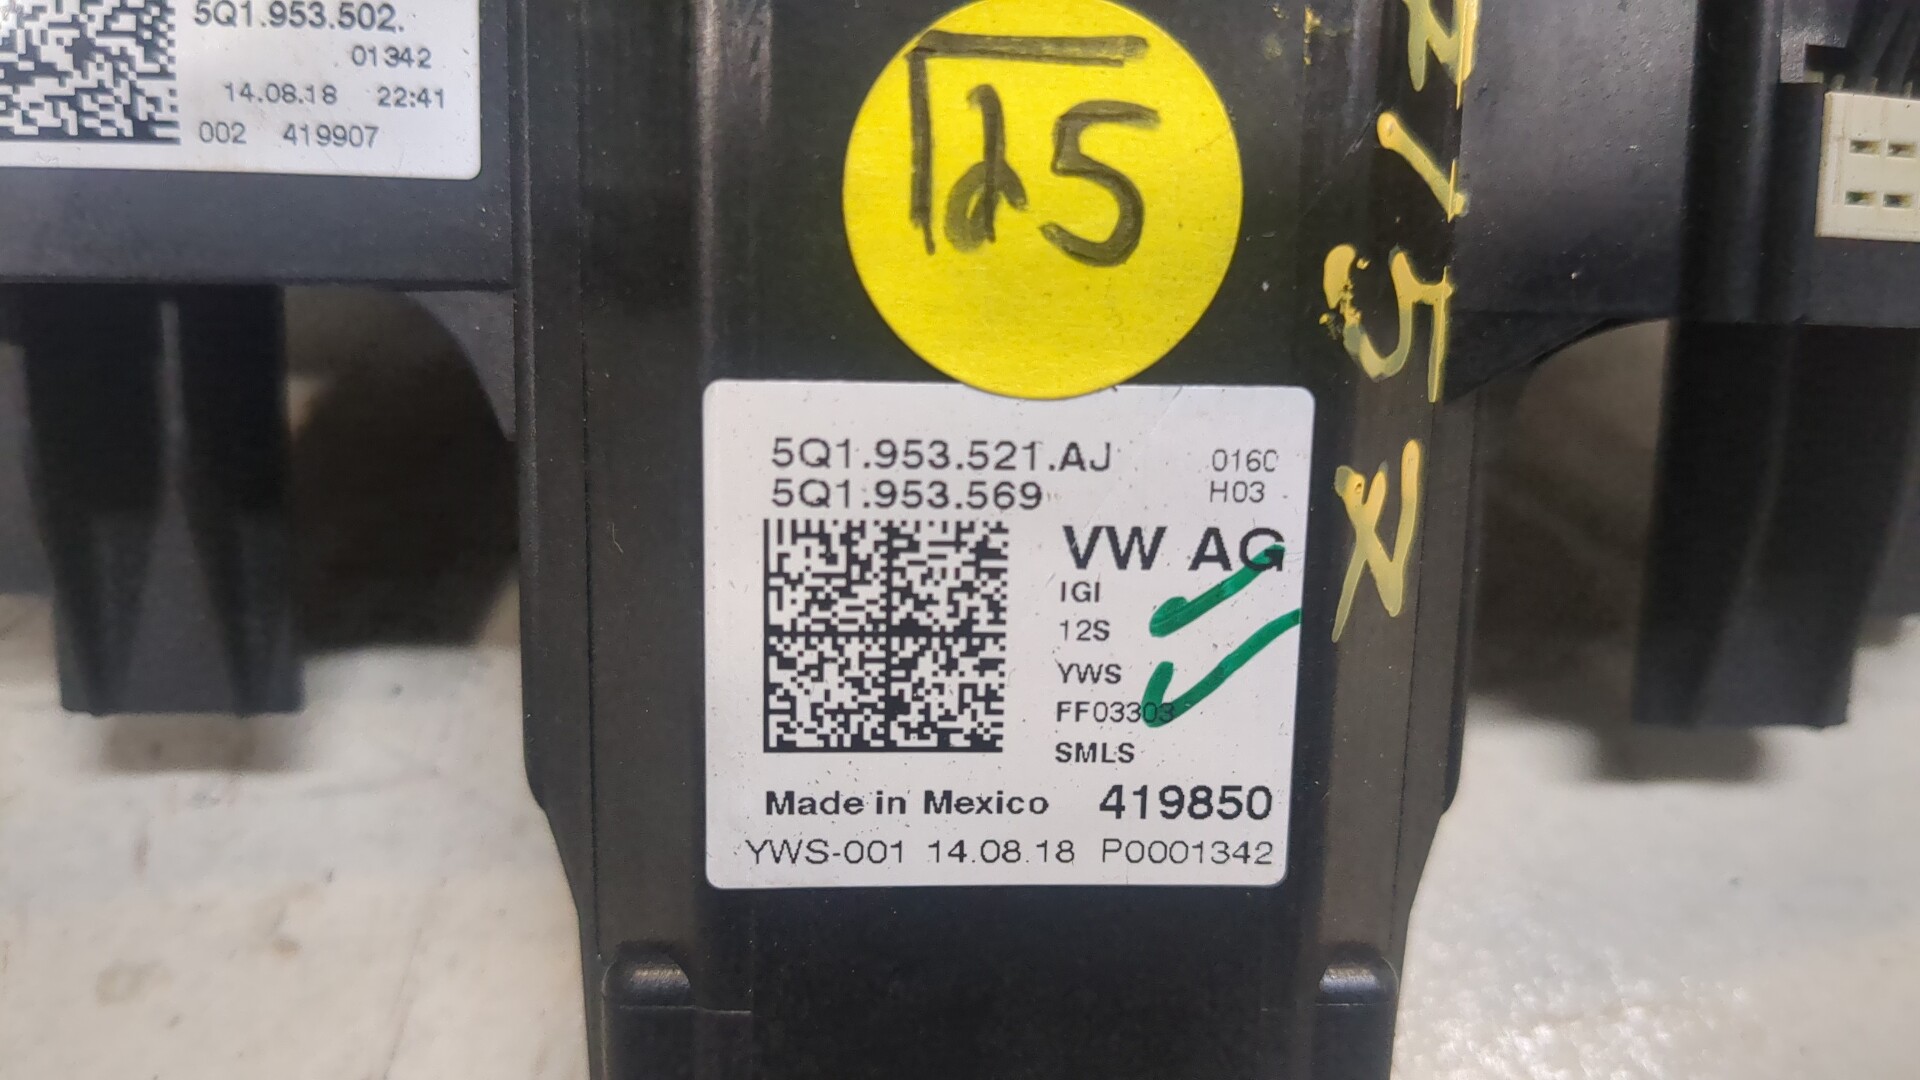 5Q1.953.502.
01342
14.08.18 22:41
002 419907
125
5Q1.953.521.AJ 0160
5Q1.953.569 H03
VW AG
IGI
12S
YWS
FF03303
SMLS
Made in Mexico 419850
YWS-001 14.08.18 P0001342